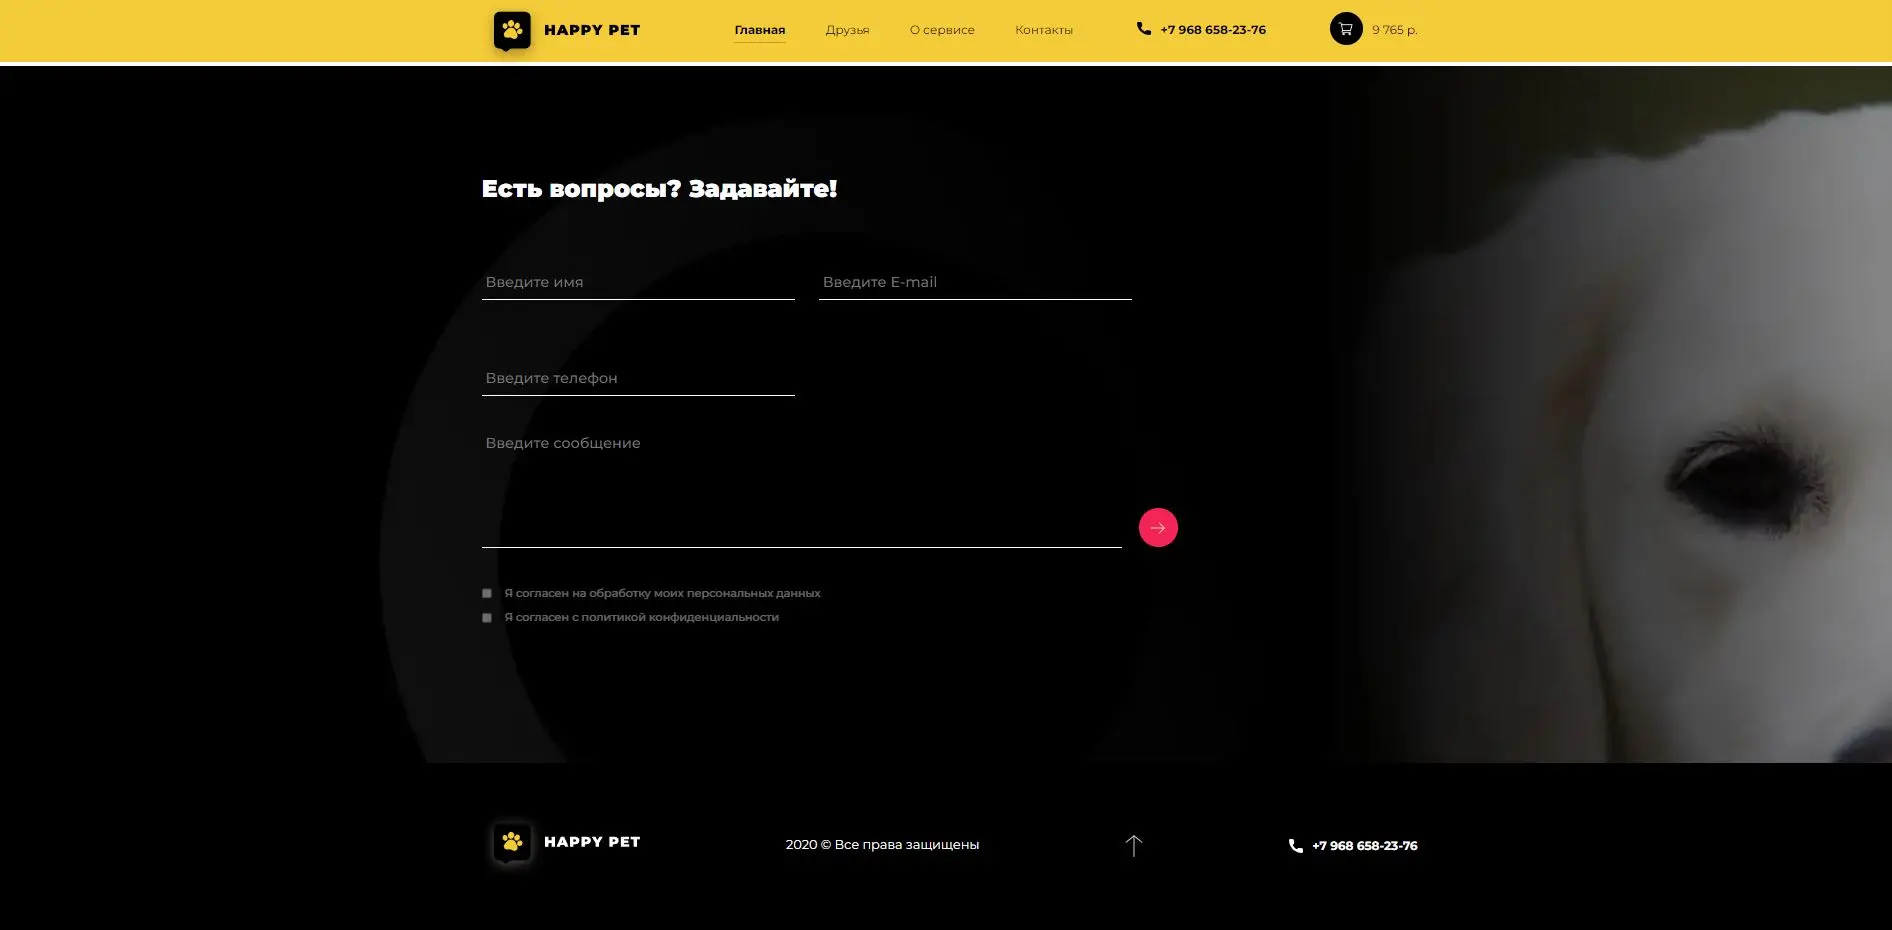 HAPPY PET
Главная
Друзья
О сервисе
Контакты
+7 968 658-23-76
9 765 р.
Есть вопросы? Задавайте!
Введите имя
Введите E-mail
Введите телефон
Введите сообщение
Я согласен на обработку моих персональных данных
Я согласен с политикой конфиденциальности
HAPPY PET
2020 © Все права защищены
+7 968 658-23-76